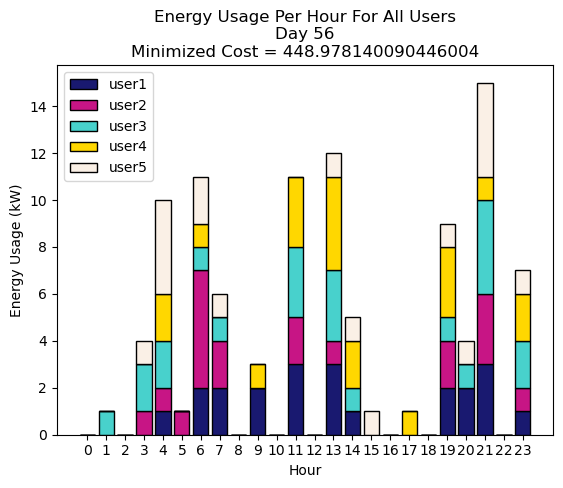 Energy Usage Per Hour For All Users
Day 56
Minimized Cost = 448.978140090446004
user1
user2
user3
user4
user5
Energy Usage (kW)
14
12
10
8
6
4
2
0
0 1 2 3 4 5 6 7 8 9 10 11 12 13 14 15 16 17 18 19 20 21 22 23
Hour